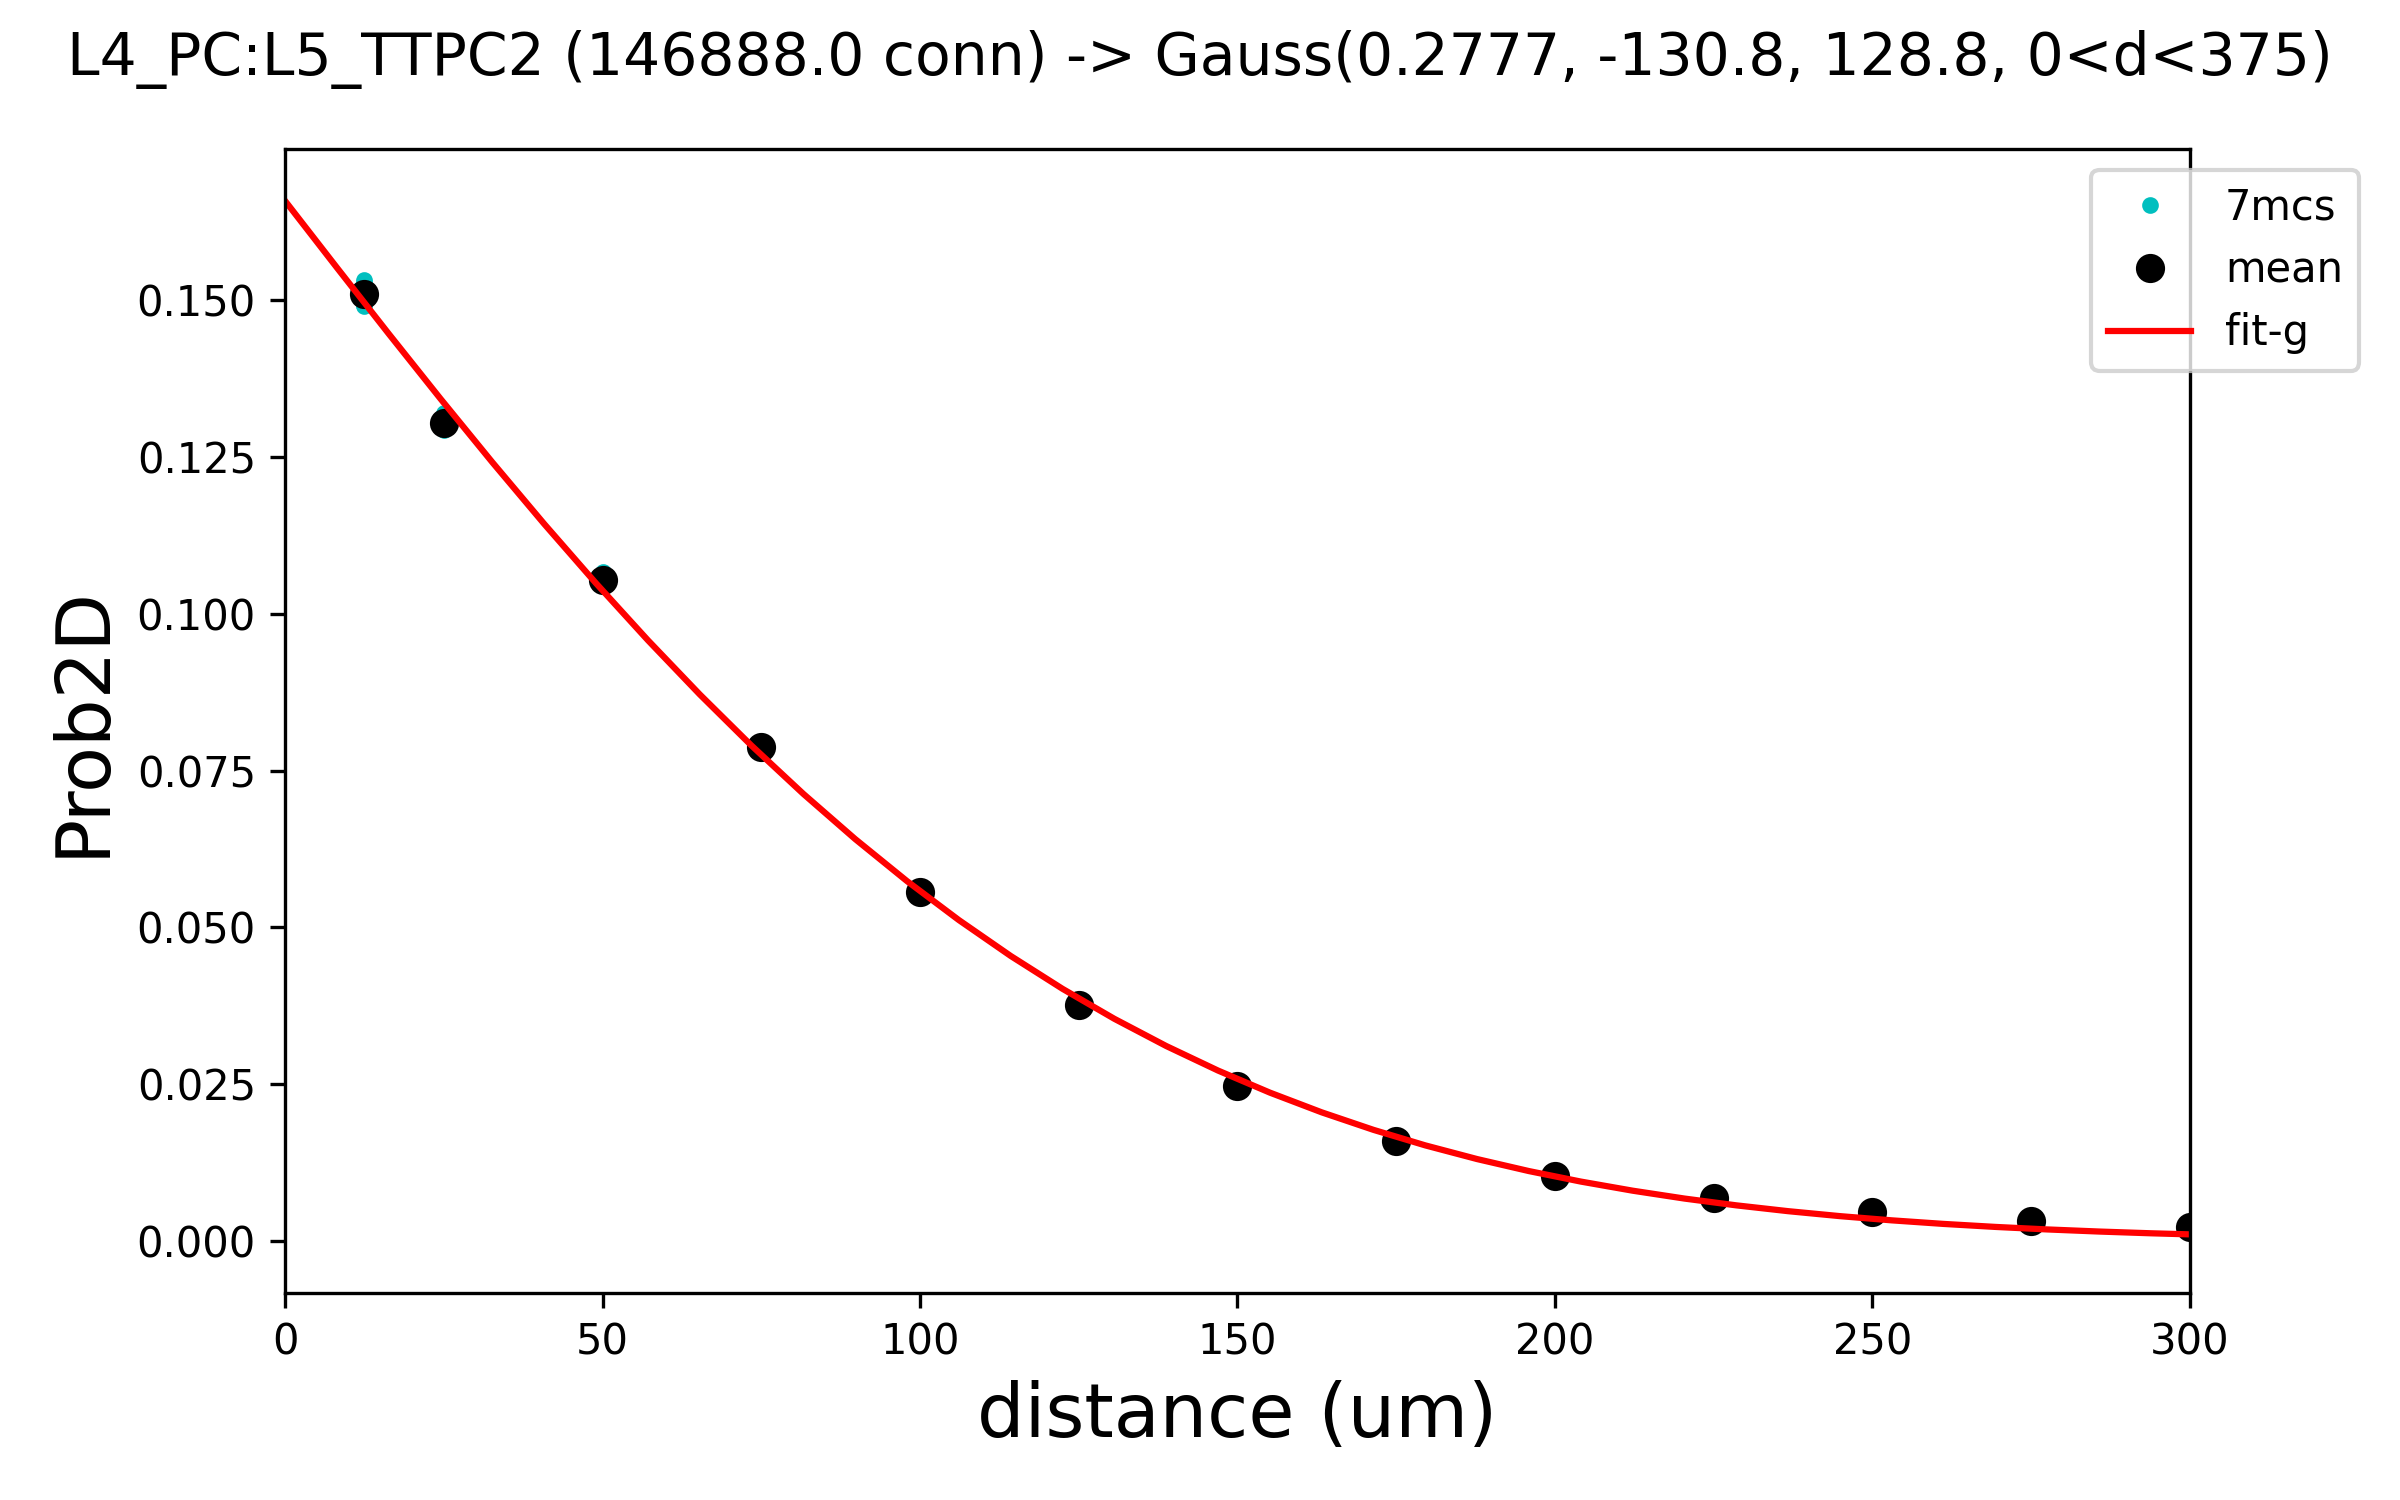 L4_PC:L5_TTPC2 (146888.0 conn) -> Gauss(0.2777, -130.8, 128.8, 0<d<375)
7mcs
mean
fit-g
Prob2D
0.150
0.125
0.100
0.075
0.050
0.025
0.000
0 50 100 150 200 250 300
distance (um)